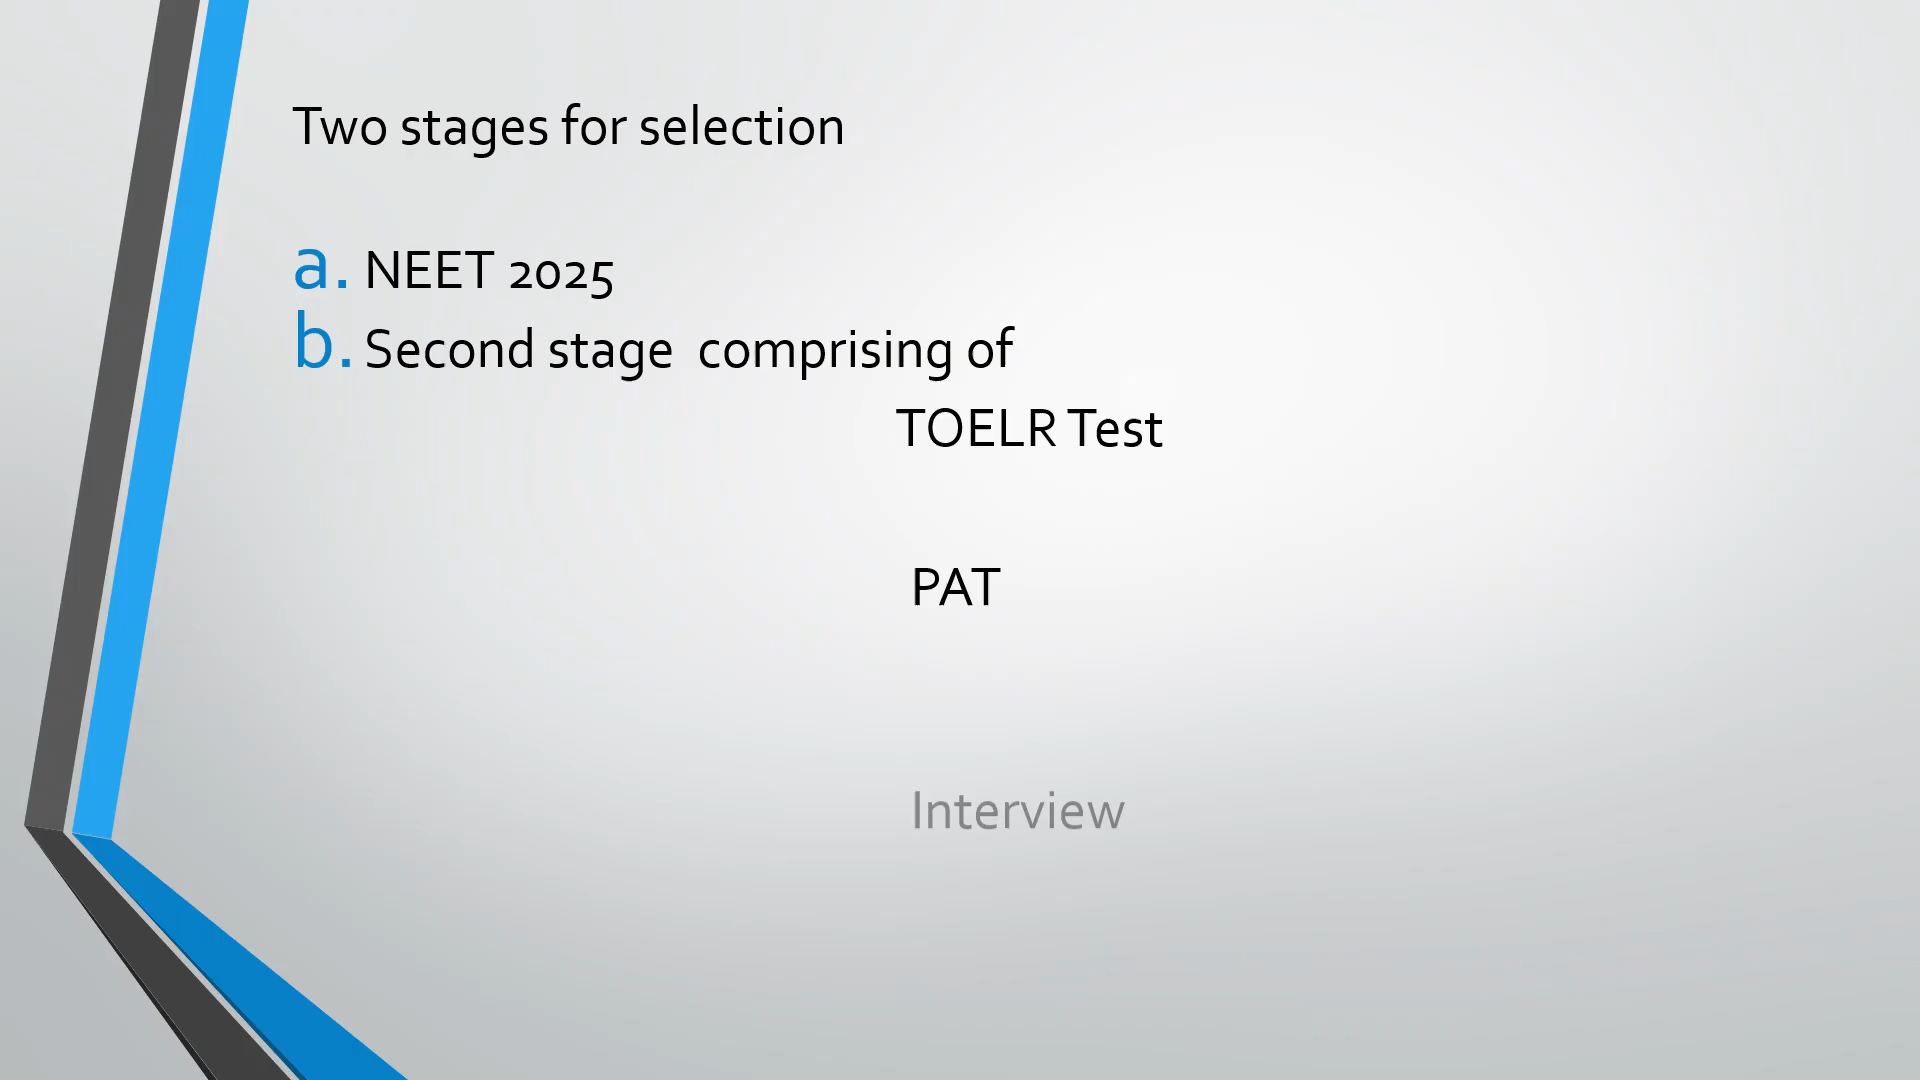 Two stages for selection
a. NEET 2025
b. Second stage comprising of
TOELR Test
PAT
Interview